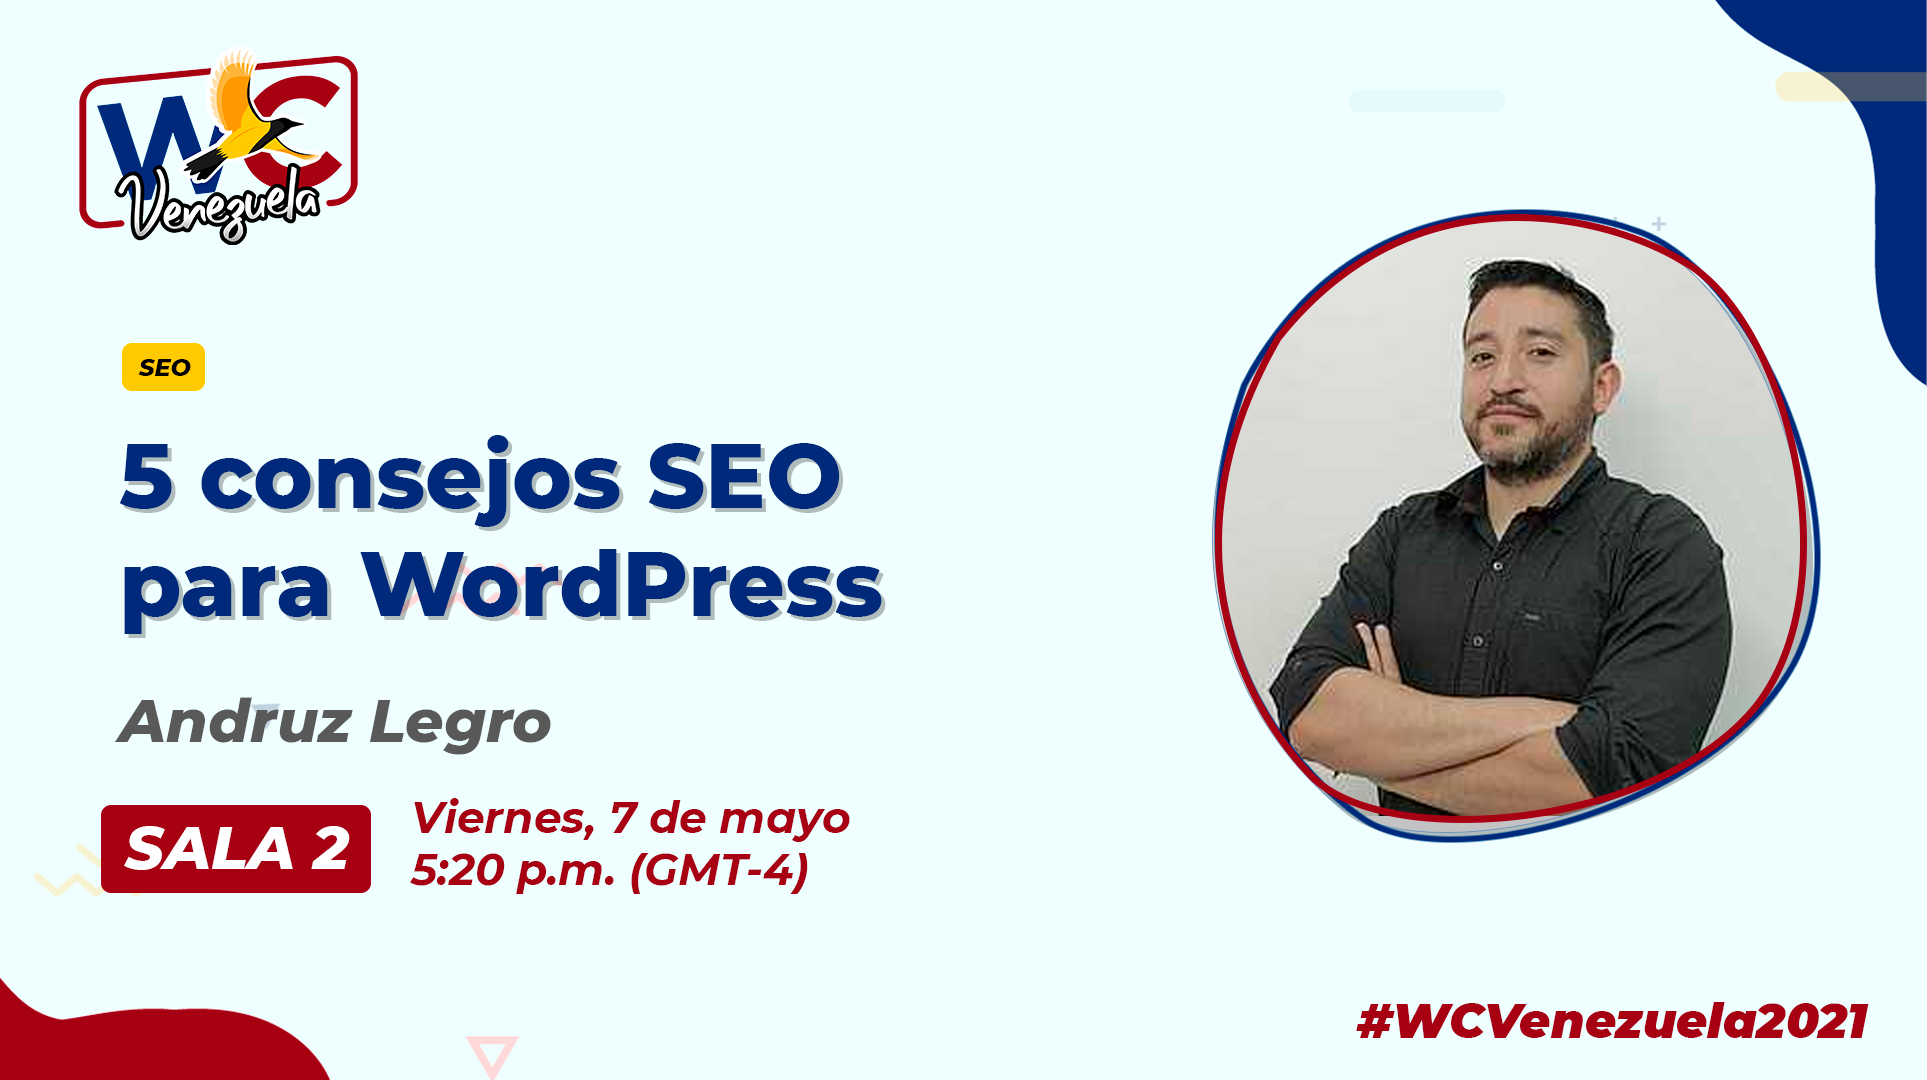 WC
Venezuela
SEO
5 consejos SEO
para WordPress
Andruz Legro
SALA 2
Viernes, 7 de mayo
5:20 p.m. (GMT-4)
#WCVenezuela2021